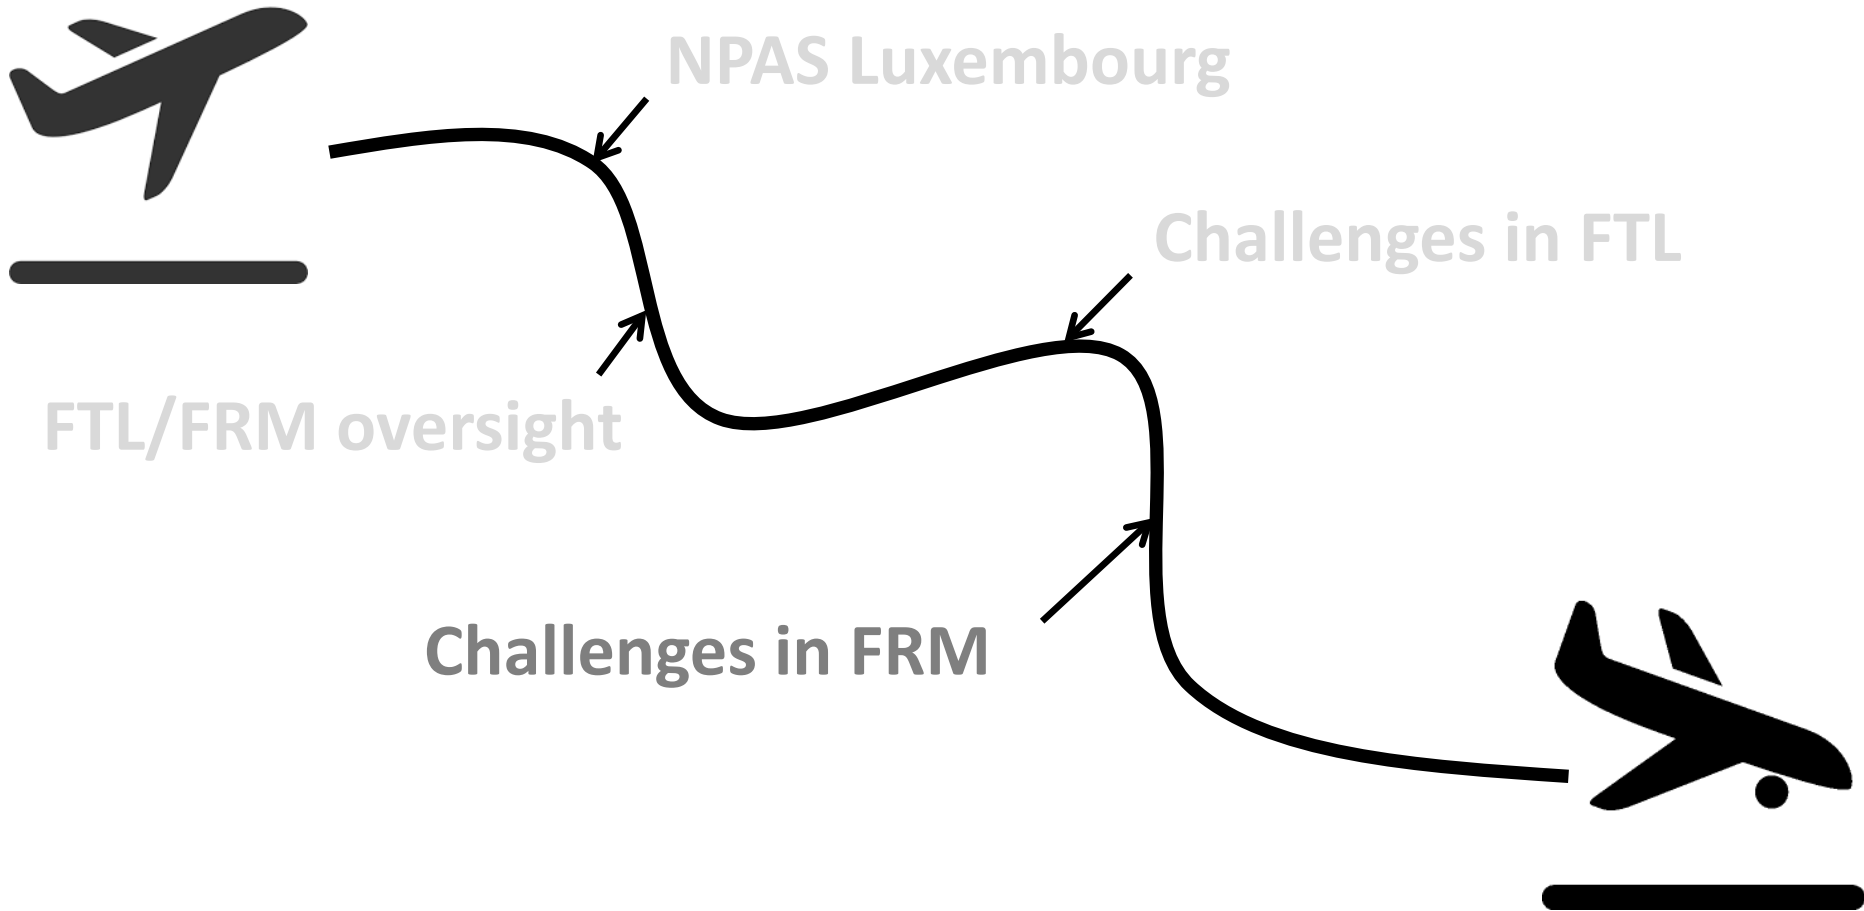 NPAS Luxembourg
Challenges in FTL
FTL/FRM oversight
Challenges in FRM